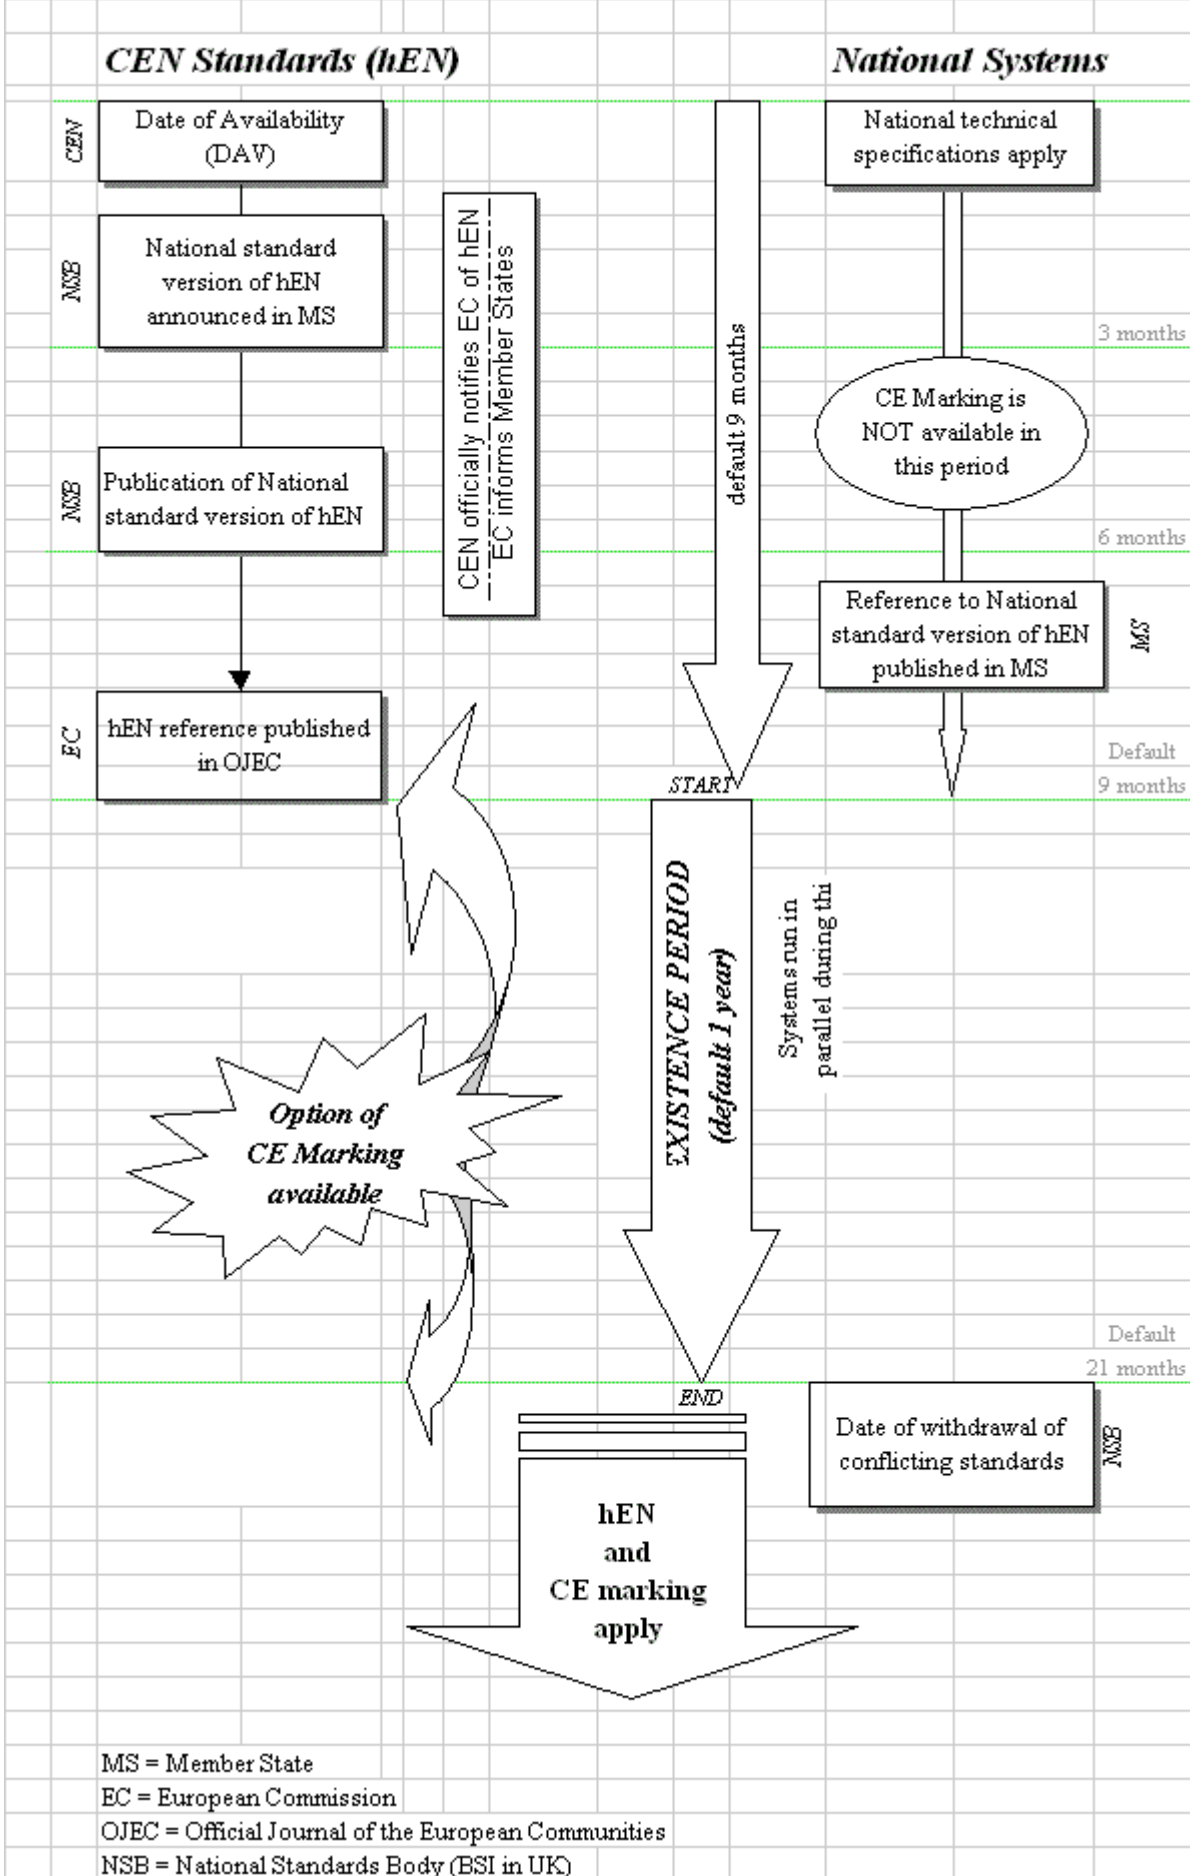 CEN Standards (hEN)
National Systems
CEN
Date of Availability
(DAV)
National technical
specifications apply
NSB
National standard
version of hEN
announced in MS
CEN officially notifies EC of hEN
EC informs Member States
default 9 months
3 months
CE Marking is
NOT available in
this period
NSB
Publication of National
standard version of hEN
6 months
Reference to National
standard version of hEN
published in MS
MS
EC
hEN reference published
in OJEC
Default
9 months
START
EXISTENCE PERIOD
(default 1 year)
Systems run in
parallel during thi
Option of
CE Marking
available
Default
21 months
END
Date of withdrawal of
conflicting standards
NSB
hEN
and
CE marking
apply
MS = Member State
EC = European Commission
OJEC = Official Journal of the European Communities
NSB = National Standards Body (BSI in UK)